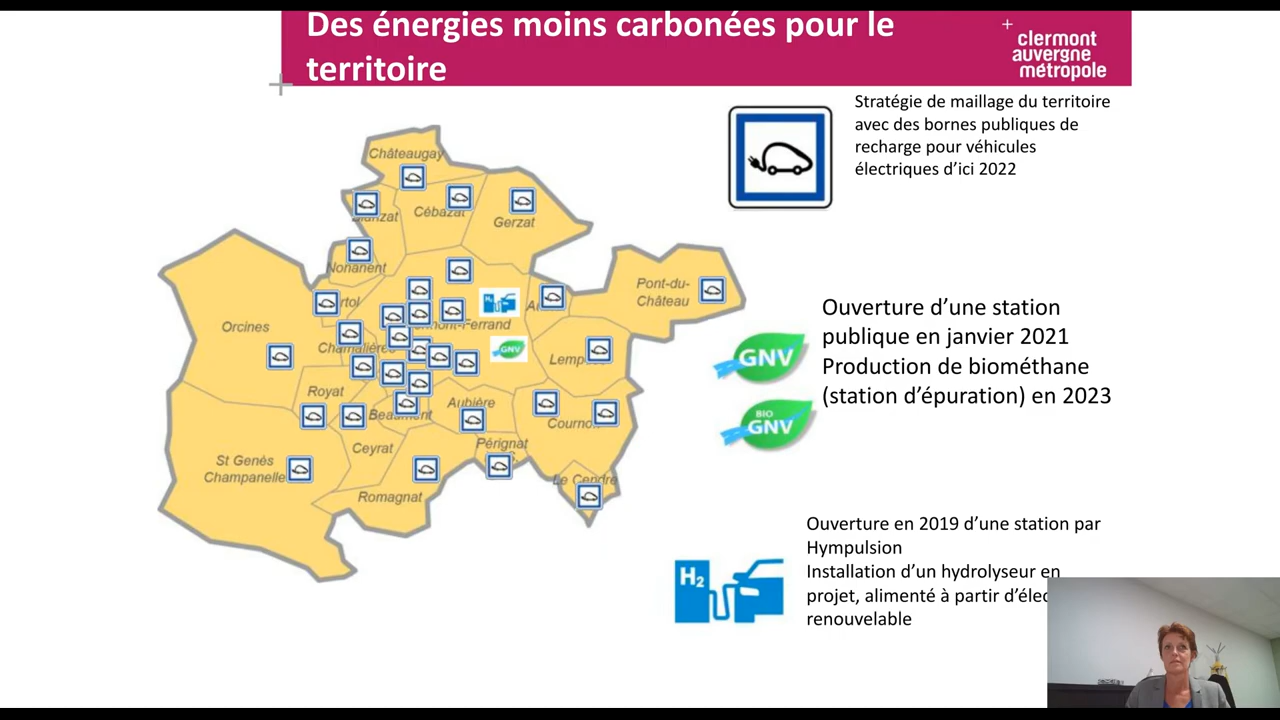 Des énergies moins carbonées pour le
territoire
clermont
auvergne
métropole
Stratégie de maillage du territoire
avec des bornes publiques de
recharge pour véhicules
électriques d’ici 2022
Châteaugay
Cébazat
Gerzat
Nohanent
Pont-du-
Château
Orcines
Royat
Aubière
Ceyrat
Pérignat
St Genès
Champanelle
Romagnat
Le Cendre
H₂
GNV
GNV
BIO
GNV
Ouverture d’une station
publique en janvier 2021
Production de biométhane
(station d’épuration) en 2023
H₂
Ouverture en 2019 d’une station par
Hympulsion
Installation d’un hydrolyseur en
projet, alimenté à partir
renouvelable